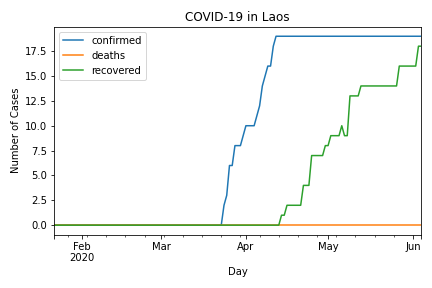 COVID-19 in Laos
confirmed
deaths
recovered
Number of Cases
17.5
15.0
12.5
10.0
7.5
5.0
2.5
0.0
Feb Mar Apr May Jun
2020
Day